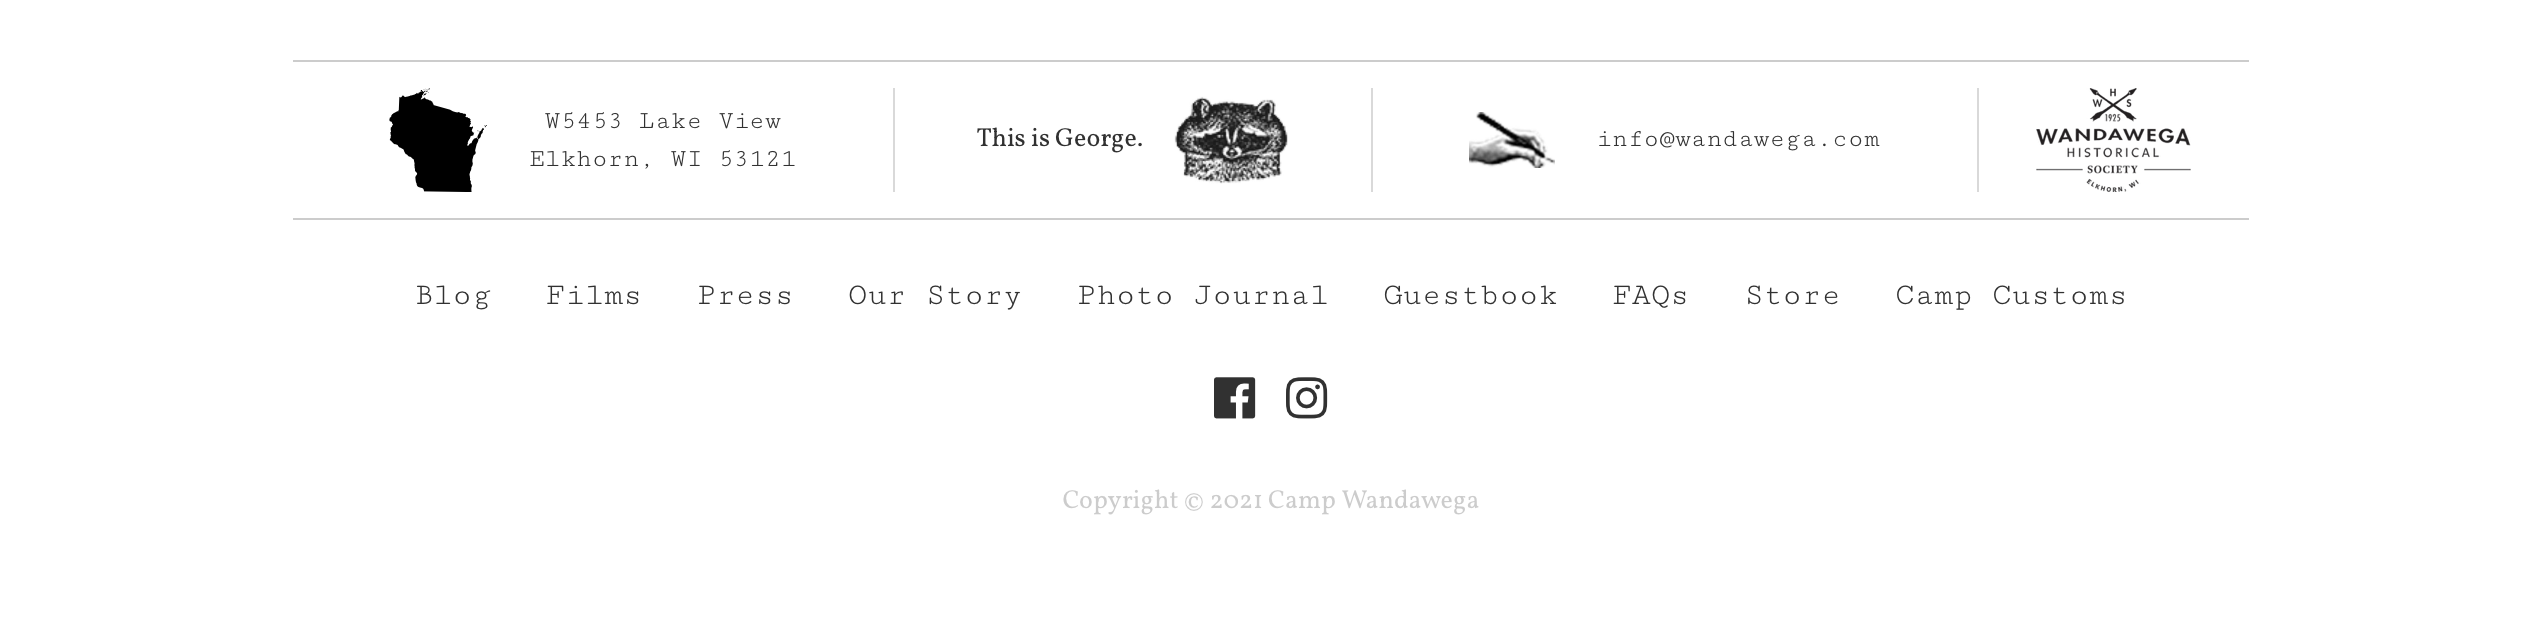 W5453 Lake View
Elkhorn, WI 53121
This is George.
info@wandawega.com
W H S
1925
WANDAWEGA
HISTORICAL
SOCIETY
ELKHORN, WI
Blog Films Press Our Story Photo Journal Guestbook FAQs Store Camp Customs
Copyright © 2021 Camp Wandawega